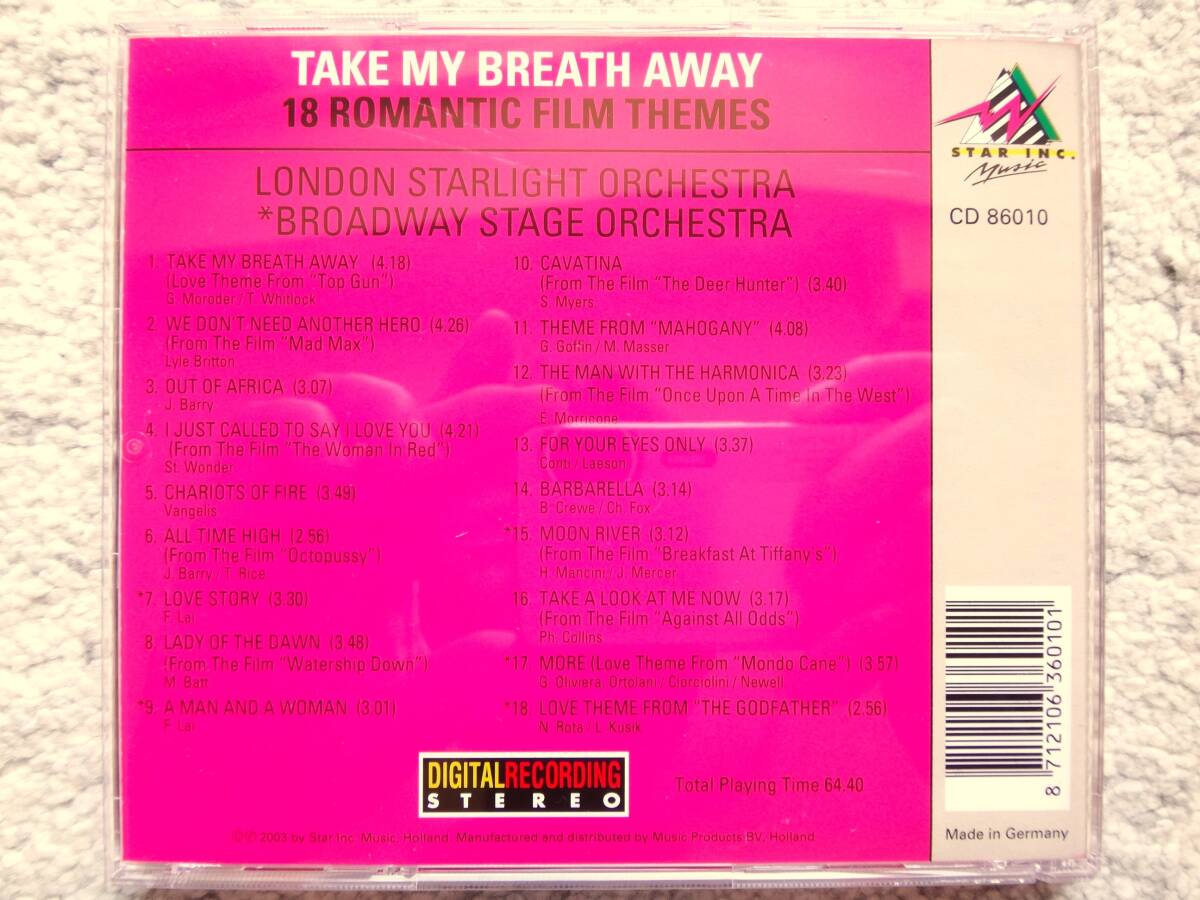 TAKE MY BREATH AWAY
18 ROMANTIC FILM THEMES
LONDON STARLIGHT ORCHESTRA
*BROADWAY STAGE ORCHESTRA
1. TAKE MY BREATH AWAY (4.18)
(Love Theme From "Top Gun")
G. Moroder / T. Whitlock
2. WE DON'T NEED ANOTHER HERO (4.26)
(From The Film "Mad Max")
Lyle Britton
3. OUT OF AFRICA (3.07)
J. Barry
4. I JUST CALLED TO SAY I LOVE YOU (4.21)
(From The Film "The Woman In Red")
St. Wonder
5. CHARIOTS OF FIRE (3.49)
Vangelis
6. ALL TIME HIGH (2.56)
(From The Film "Octopussy")
J. Barry / T. Rice
*7. LOVE STORY (3.30)
F. Lai
8. LADY OF THE DAWN (3.48)
(From The Film "Watership Down")
M. Batt
*9. A MAN AND A WOMAN (3.01)
F. Lai
10. CAVATINA
(From The Film "The Deer Hunter") (3.40)
S. Myers
11. THEME FROM "MAHOGANY" (4.08)
G. Goffin / M. Masser
12. THE MAN WITH THE HARMONICA (3.23)
(From The Film "Once Upon A Time In The West")
E. Morricone
13. FOR YOUR EYES ONLY (3.37)
Conti / Laeson
14. BARBARELLA (3.14)
B. Crewe / Ch. Fox
*15. MOON RIVER (3.12)
(From The Film "Breakfast At Tiffany's")
H. Mancini / J. Mercer
16. TAKE A LOOK AT ME NOW (3.17)
(From The Film "Against All Odds")
Ph. Collins
*17. MORE (Love Theme From "Mondo Cane") (3.57)
G. Oliviera, Ortolani / Ciorciolini / Newell
*18. LOVE THEME FROM "THE GODFATHER" (2.56)
N. Rota / L. Kusik
DIGITAL RECORDING
STEREO
Total Playing Time 64.40
©℗ 2003 by Star Inc. Music, Holland. Manufactured and distributed by Music Products BV. Holland
STAR INC.
Music
CD 86010
8 712106 360101
Made in Germany